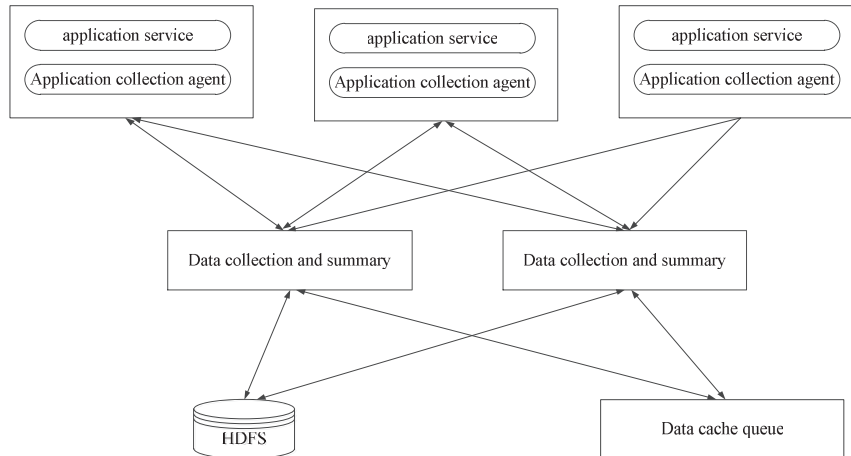 application service
Application collection agent
application service
Application collection agent
application service
Application collection agent
Data collection and summary
Data collection and summary
HDFS
Data cache queue